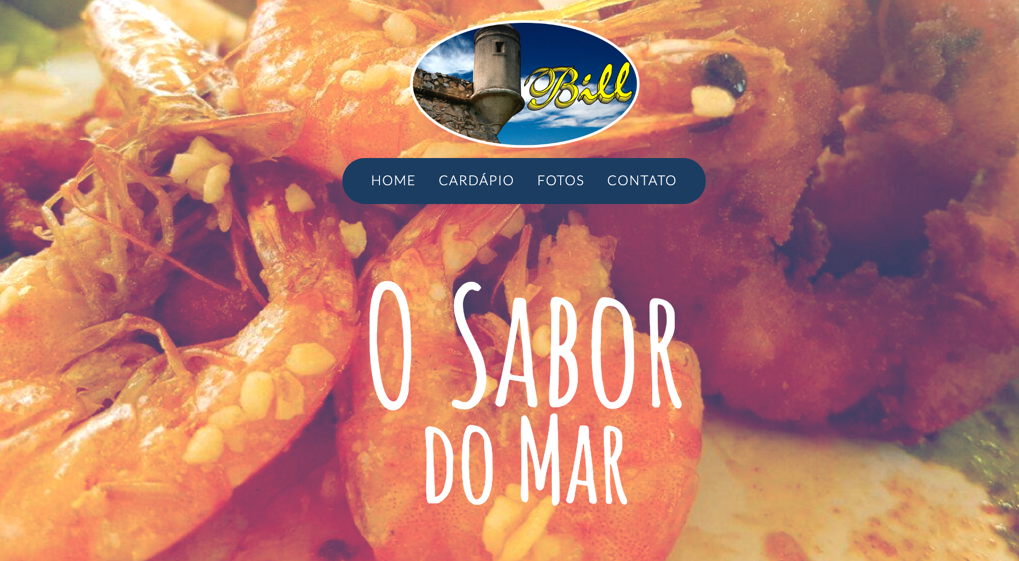 Bill
HOME CARDÁPIO FOTOS CONTATO
O SABOR
DO MAR